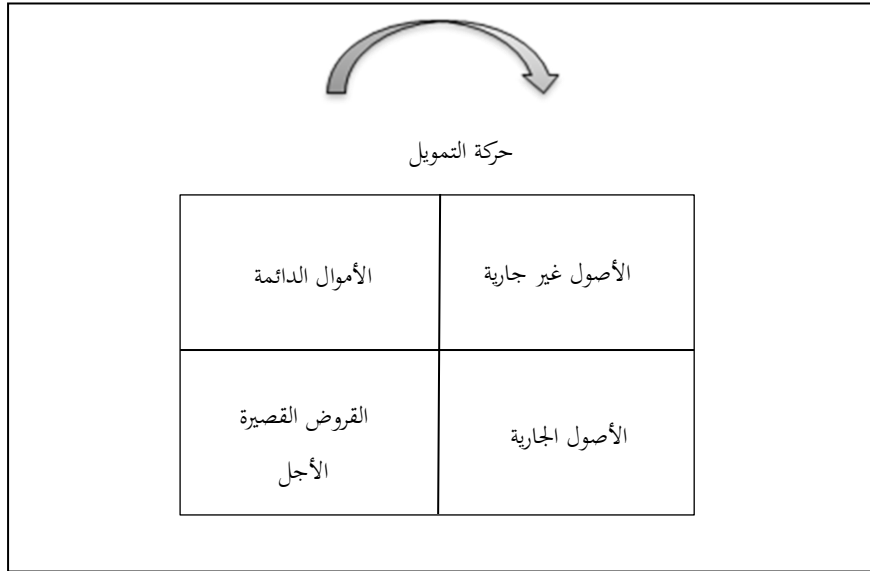 حركة التمويل
الأصول غير جارية
الأموال الدائمة
الأصول الجارية
القروض القصيرة
الأجل